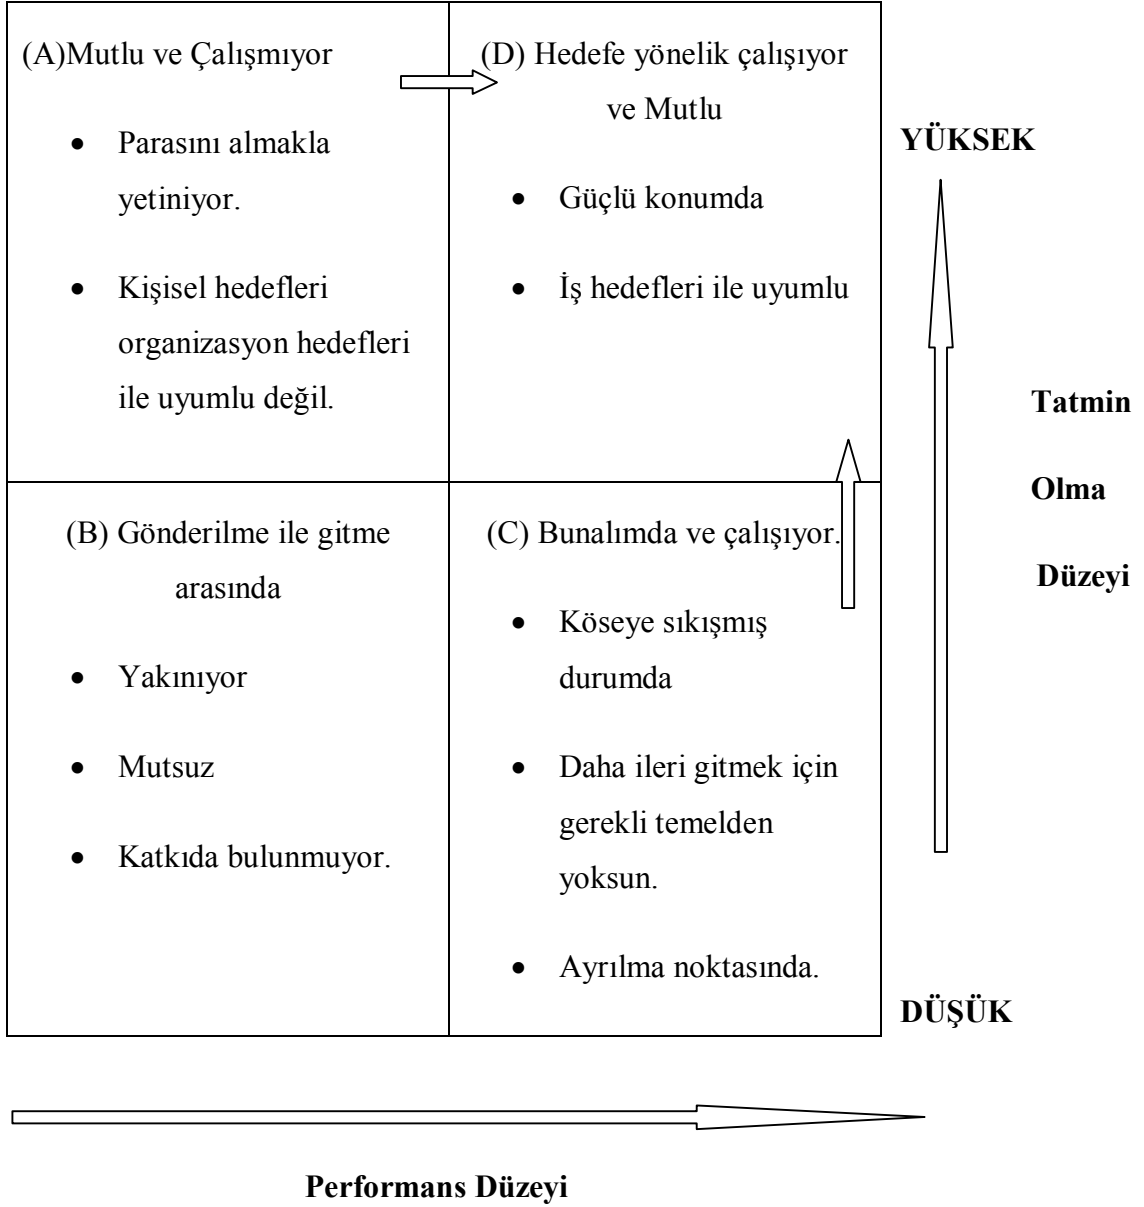 (A)Mutlu ve Çalışmıyor
• Parasını almakla
yetiniyor.
• Kişisel hedefleri
organizasyon hedefleri
ile uyumlu değil.
(D) Hedefe yönelik çalışıyor
ve Mutlu
• Güçlü konumda
• İş hedefleri ile uyumlu
(B) Gönderilme ile gitme
arasında
• Yakınıyor
• Mutsuz
• Katkıda bulunmuyor.
(C) Bunalımda ve çalışıyor.
• Köseye sıkışmış
durumda
• Daha ileri gitmek için
gerekli temelden
yoksun.
• Ayrılma noktasında.
YÜKSEK
Tatmin
Olma
Düzeyi
DÜŞÜK
Performans Düzeyi